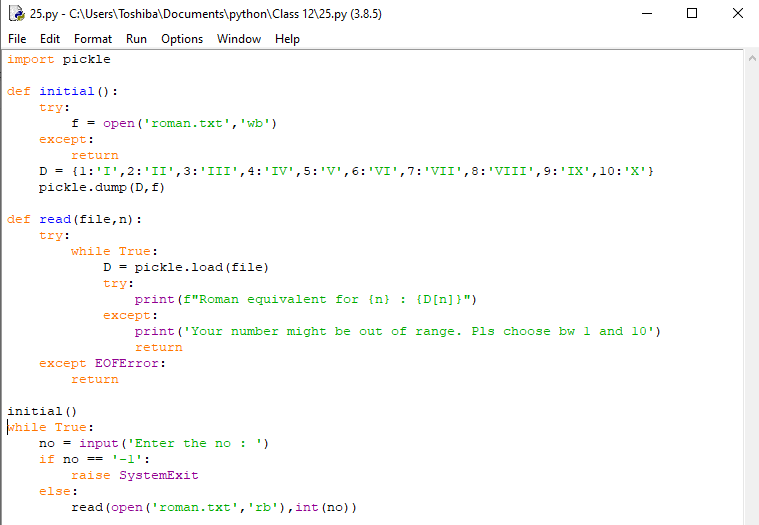 25.py - C:\Users\Toshiba\Documents\python\Class 12\25.py (3.8.5)
File Edit Format Run Options Window Help
import pickle

def initial():
    try:
        f = open('roman.txt','wb')
    except:
        return
    D = {1:'I',2:'II',3:'III',4:'IV',5:'V',6:'VI',7:'VII',8:'VIII',9:'IX',10:'X'}
    pickle.dump(D,f)

def read(file,n):
    try:
        while True:
            D = pickle.load(file)
            try:
                print(f"Roman equivalent for {n} : {D[n]}")
            except:
                print('Your number might be out of range. Pls choose bw 1 and 10')
                return
    except EOFError:
        return

initial()
while True:
    no = input('Enter the no : ')
    if no == '-1':
        raise SystemExit
    else:
        read(open('roman.txt','rb'),int(no))